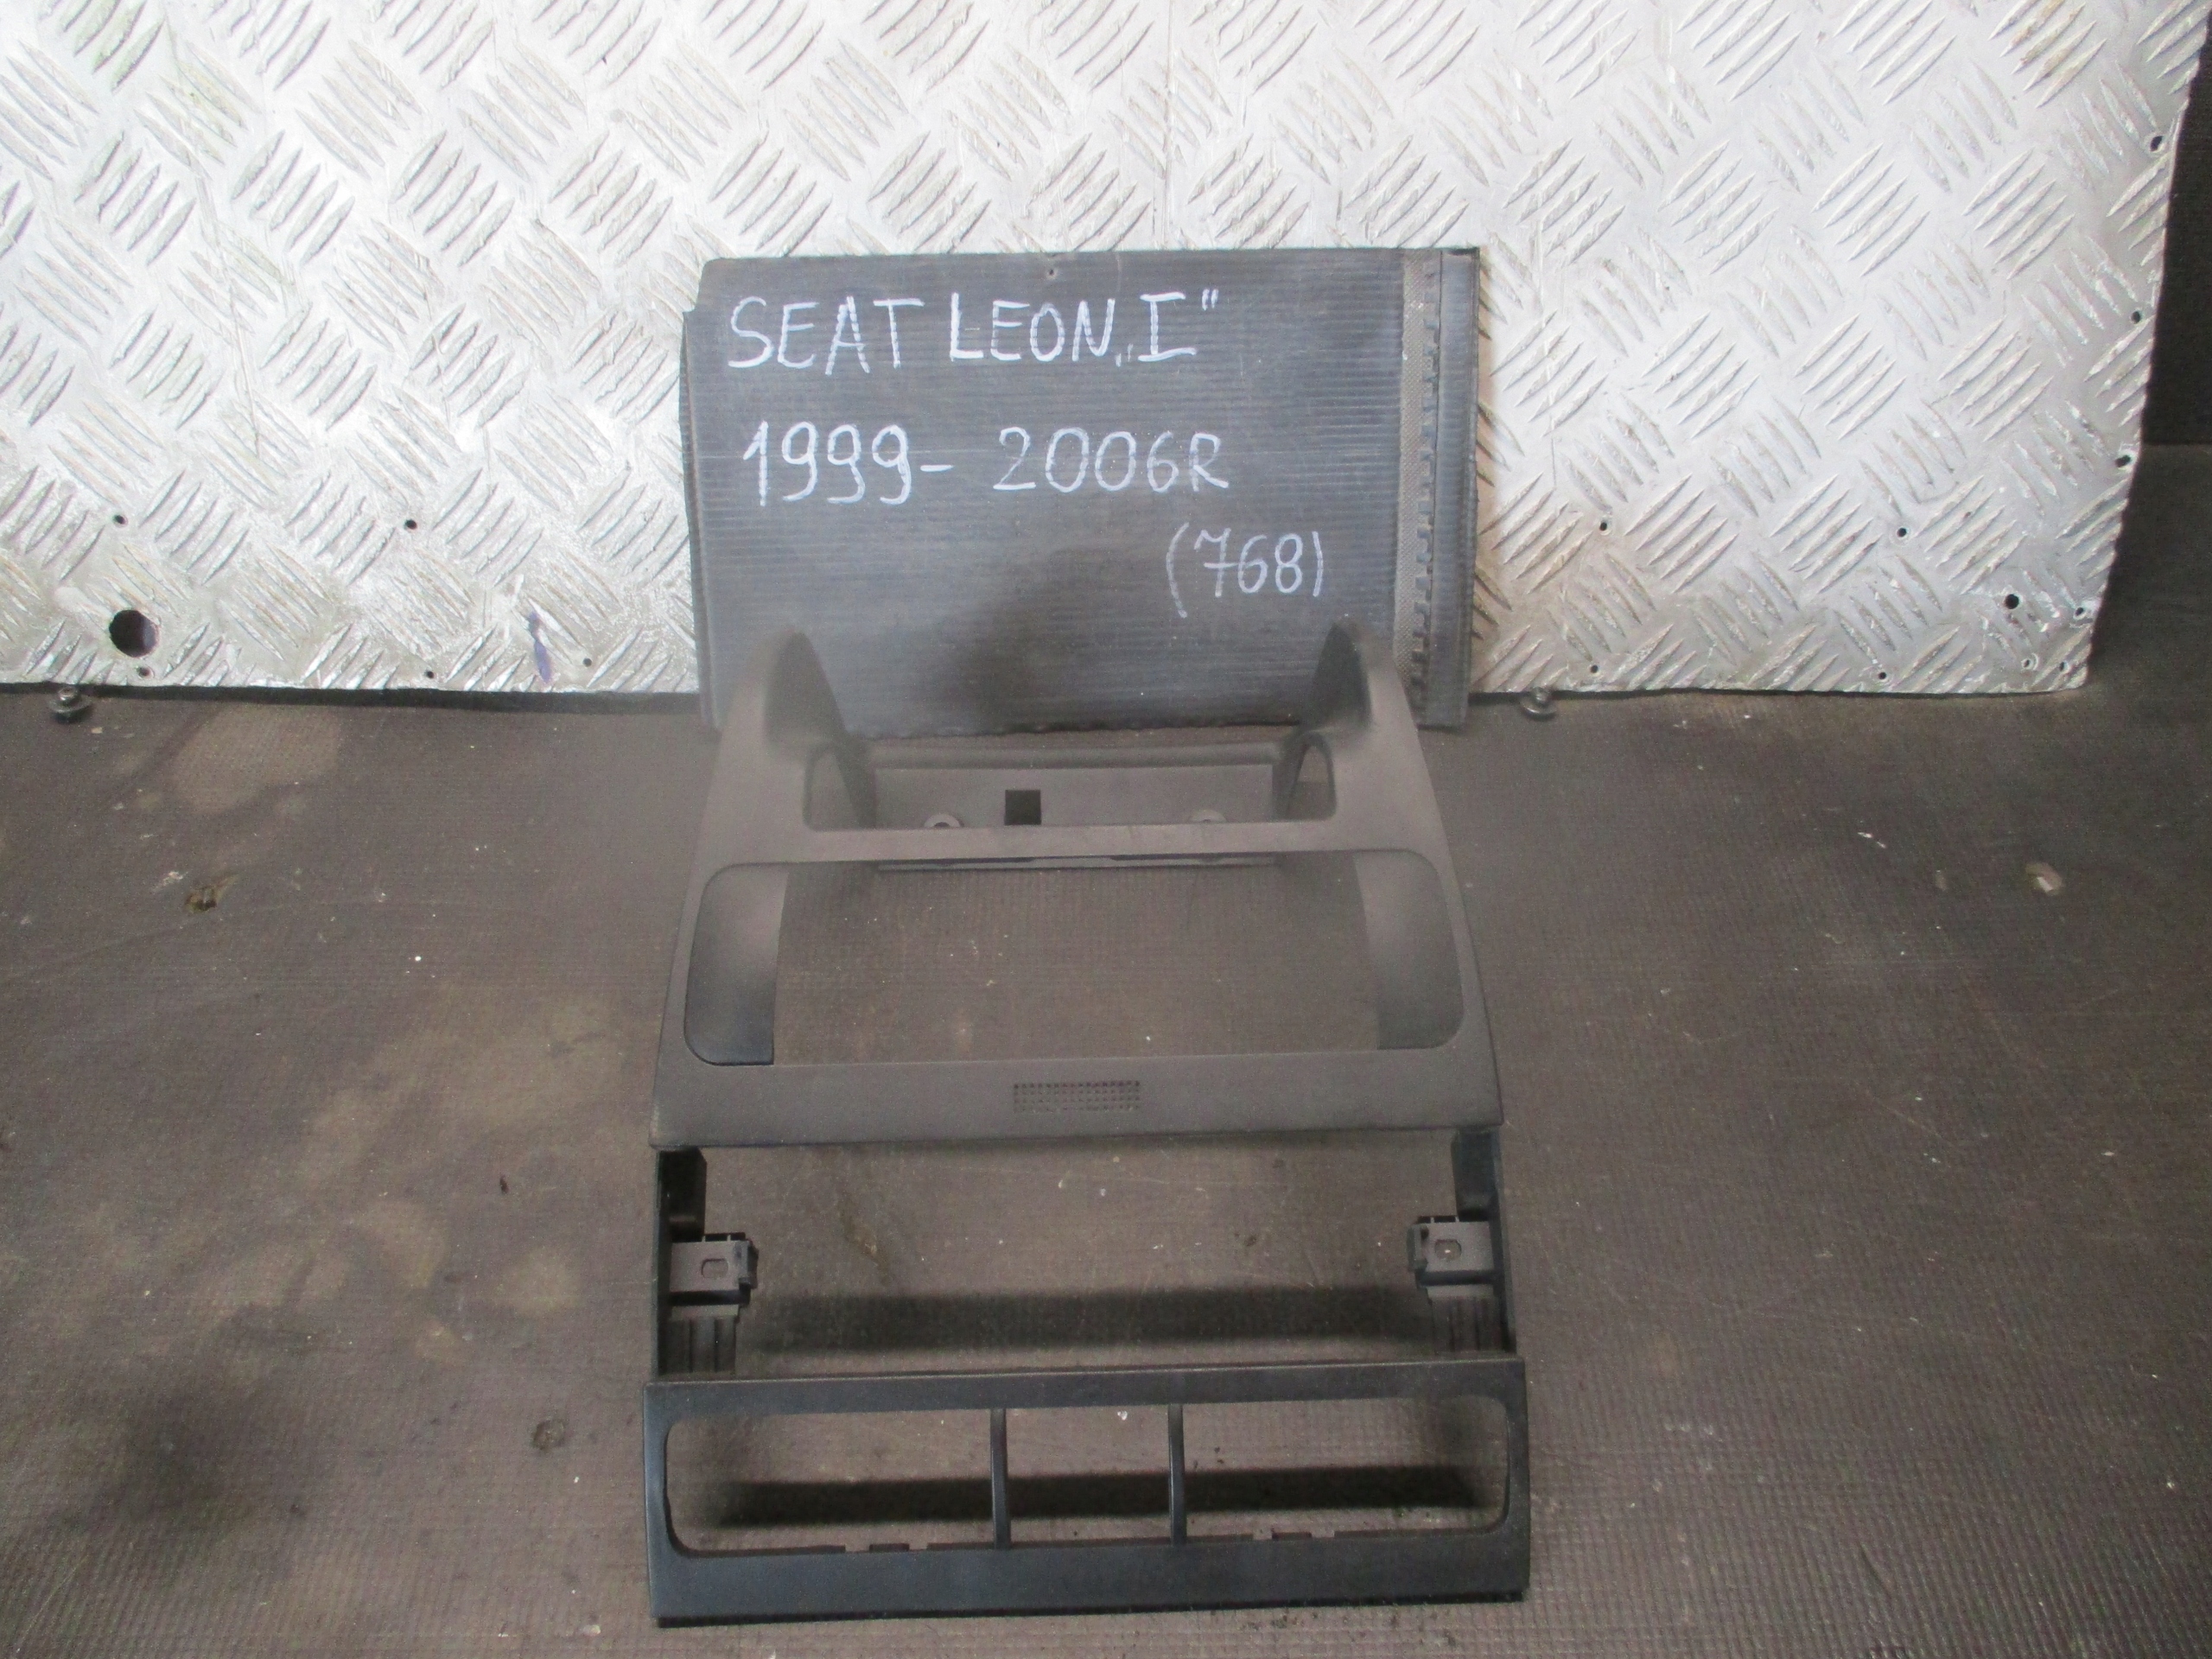 SEAT LEON „I"
1999- 2006R
(768)